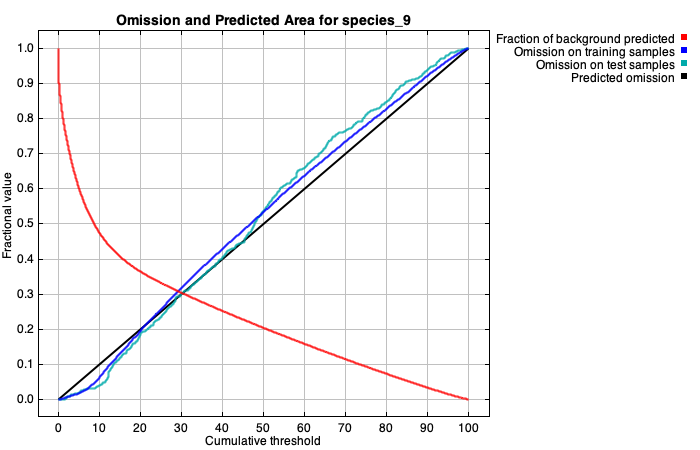 Omission and Predicted Area for species_9
Fraction of background predicted
Omission on training samples
Omission on test samples
Predicted omission
Fractional value
1.0
0.9
0.8
0.7
0.6
0.5
0.4
0.3
0.2
0.1
0.0
0 10 20 30 40 50 60 70 80 90 100
Cumulative threshold